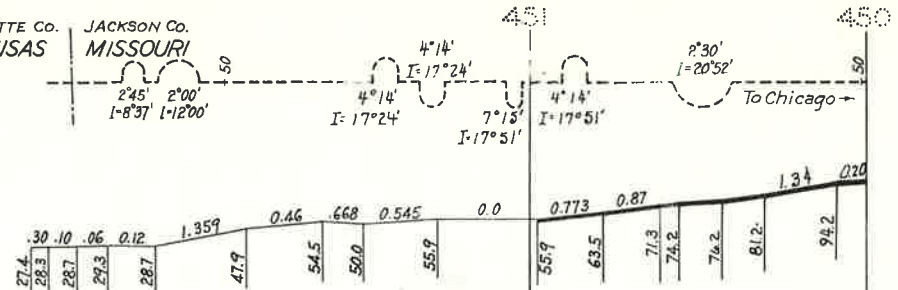 451 450
TTE CO. JACKSON CO.
ISAS MISSOURI
50 50
4°14'
I=17°24'
2°30'
I=20°52'
2°45' 2°00'
I=8°37' I=12°00'
4°14'
I=17°24'
7°15'
I=17°51'
4°14'
I=17°51'
To Chicago→
.30 .10 .06 0.12 1.359 0.46 .668 0.545 0.0 0.773 0.87 1.34 0.20
27.4 28.3 28.7 29.3 28.7 47.9 54.5 50.0 55.9 55.9 63.5 71.3 74.2 76.2 81.2 94.2